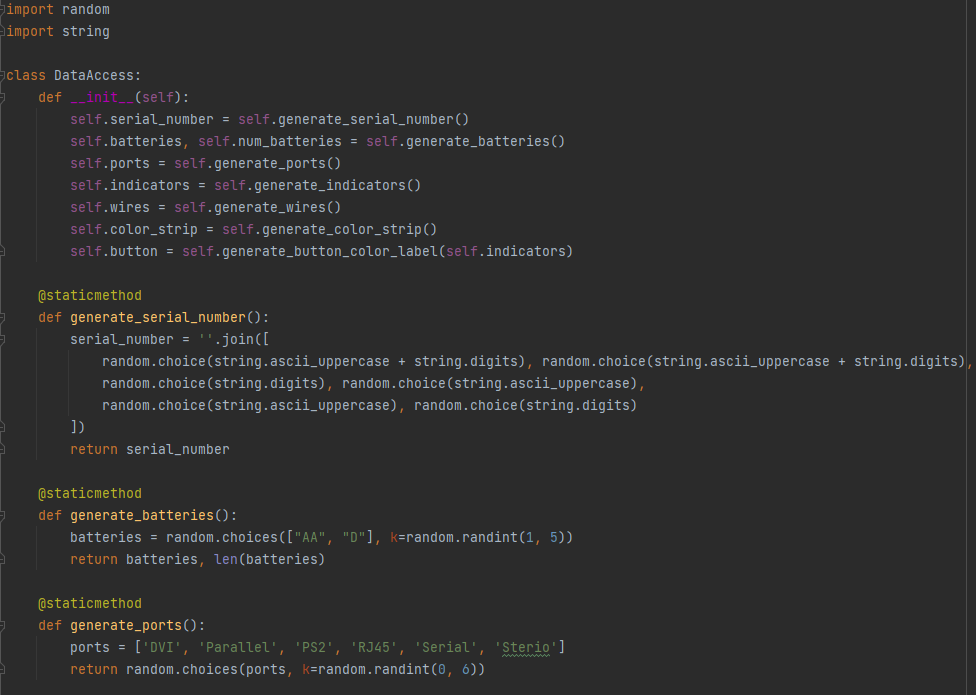 import random
import string
class DataAccess:
def __init__(self):
self.serial_number = self.generate_serial_number()
self.batteries, self.num_batteries = self.generate_batteries()
self.ports = self.generate_ports()
self.indicators = self.generate_indicators()
self.wires = self.generate_wires()
self.color_strip = self.generate_color_strip()
self.button = self.generate_button_color_label(self.indicators)
@staticmethod
def generate_serial_number():
serial_number = ''.join([
random.choice(string.ascii_uppercase + string.digits), random.choice(string.ascii_uppercase + string.digits),
random.choice(string.digits), random.choice(string.ascii_uppercase),
random.choice(string.ascii_uppercase), random.choice(string.digits)
])
return serial_number
@staticmethod
def generate_batteries():
batteries = random.choices(["AA", "D"], k=random.randint(1, 5))
return batteries, len(batteries)
@staticmethod
def generate_ports():
ports = ['DVI', 'Parallel', 'PS2', 'RJ45', 'Serial', 'Sterio']
return random.choices(ports, k=random.randint(0, 6))